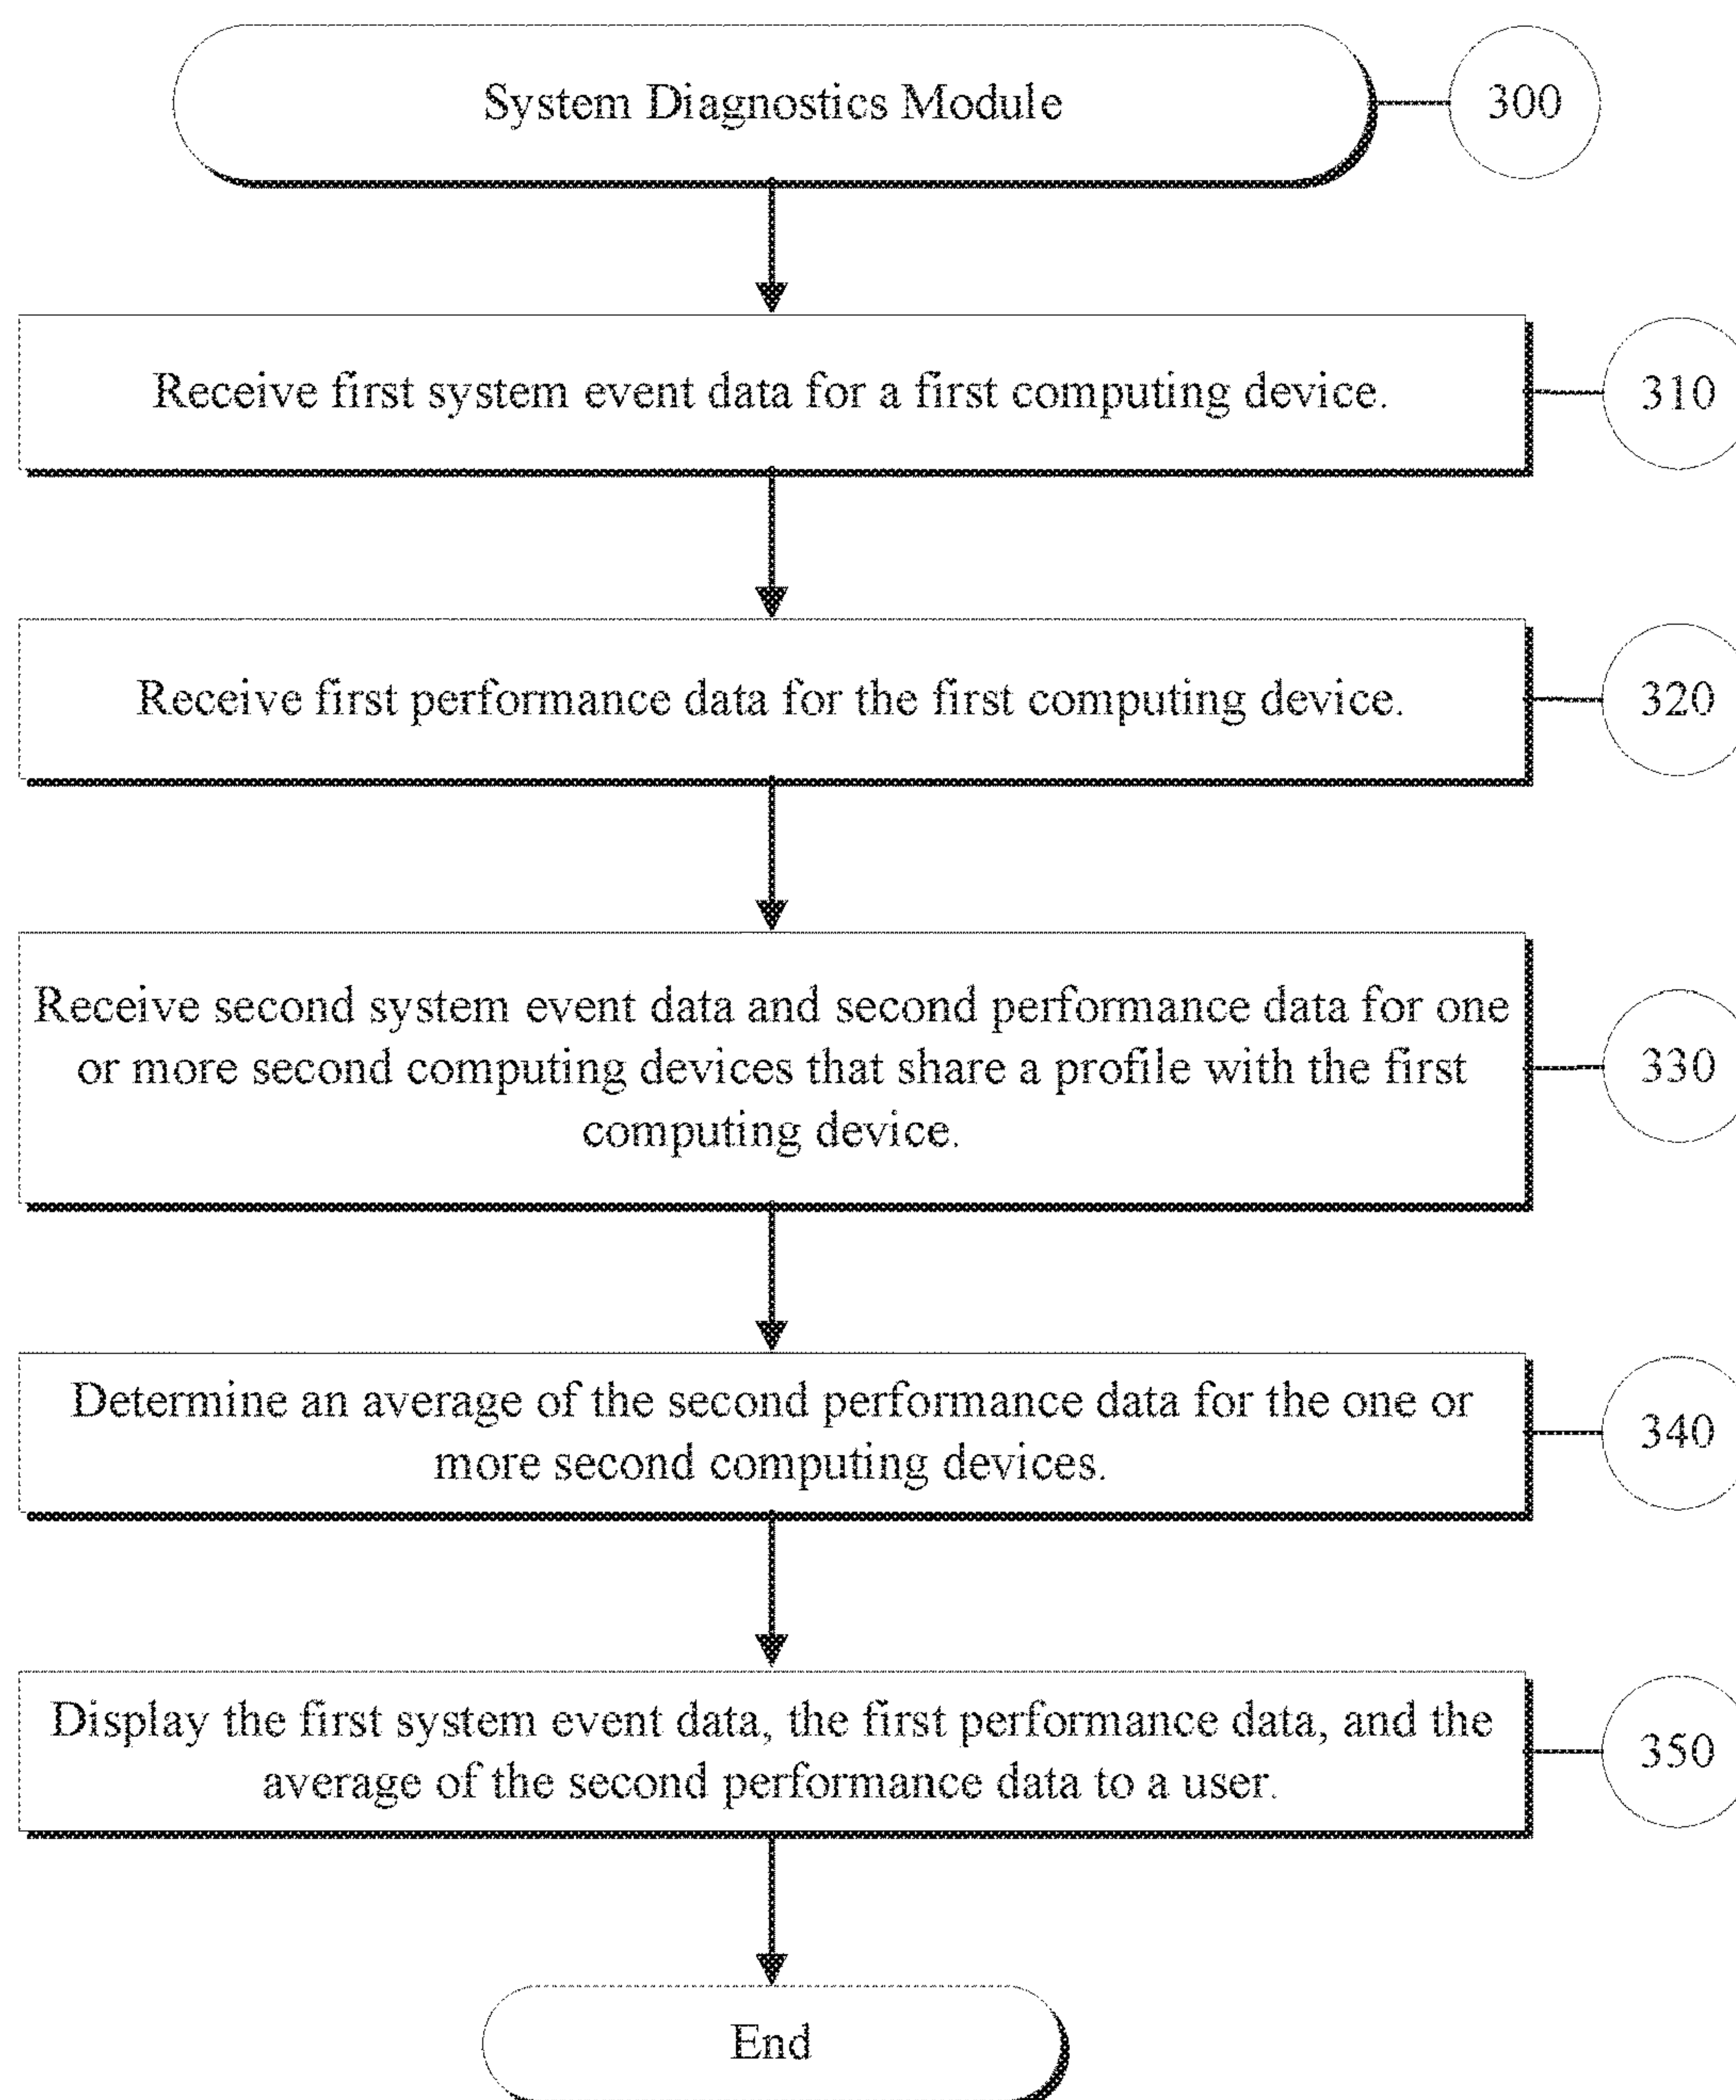 System Diagnostics Module
300
Receive first system event data for a first computing device.
310
Receive first performance data for the first computing device.
320
Receive second system event data and second performance data for one
or more second computing devices that share a profile with the first
computing device.
330
Determine an average of the second performance data for the one or
more second computing devices.
340
Display the first system event data, the first performance data, and the
average of the second performance data to a user.
350
End